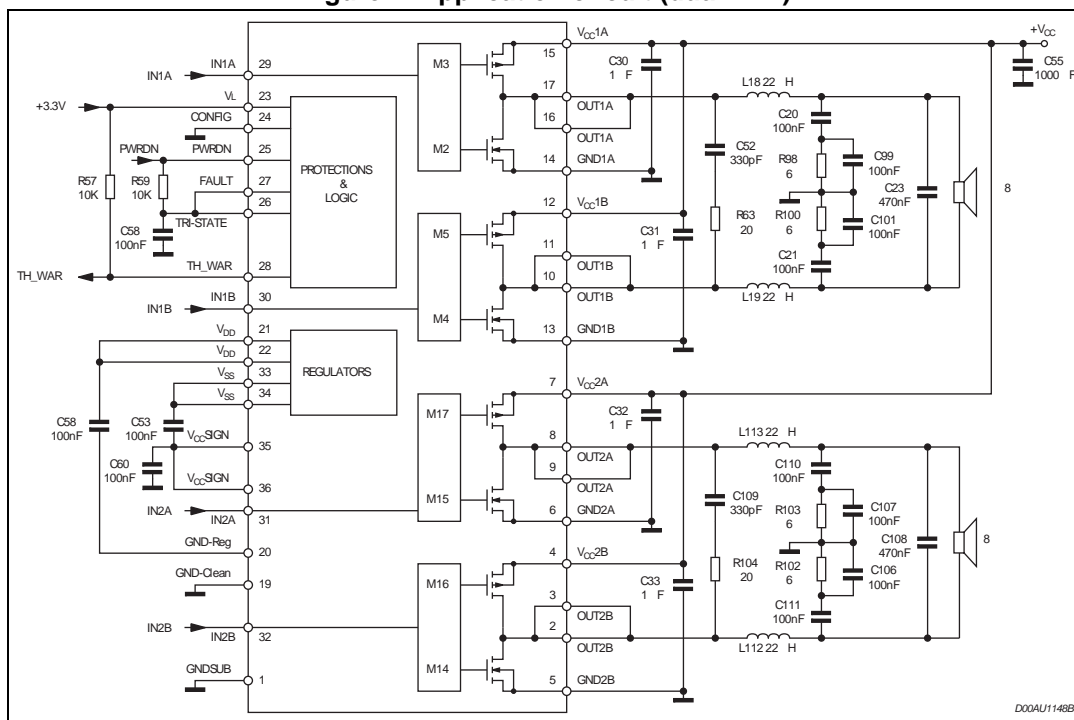 +VCC
VCC1A
15
C30
1 F
C55
1000 F
IN1A
IN1A
29
M3
17
OUT1A
16
OUT1A
L18 22 H
+3.3V
VL
23
CONFIG
24
PWRDN
PWRDN
25
FAULT
27
26
TRI-STATE
R57
10K
R59
10K
C58
100nF
PROTECTIONS
&
LOGIC
TH_WAR
TH_WAR
28
M2
14
GND1A
C52
330pF
R63
20
C20
100nF
R98
6
C99
100nF
R100
6
C101
100nF
C21
100nF
C23
470nF
8
12
VCC1B
M5
C31
1 F
11
OUT1B
10
OUT1B
L19 22 H
IN1B
IN1B
30
M4
13
GND1B
VDD
21
VDD
22
VSS
33
VSS
34
REGULATORS
C58
100nF
C53
100nF
VCCSIGN
35
C60
100nF
VCCSIGN
36
IN2A
IN2A
31
GND-Reg
20
GND-Clean
19
IN2B
IN2B
32
GNDSUB
1
7
VCC2A
M17
C32
1 F
8
OUT2A
9
OUT2A
L113 22 H
M15
6
GND2A
C109
330pF
R104
20
C110
100nF
R103
6
C107
100nF
R102
6
C106
100nF
C111
100nF
C108
470nF
8
4
VCC2B
M16
C33
1 F
3
OUT2B
2
OUT2B
L112 22 H
M14
5
GND2B
D00AU1148B